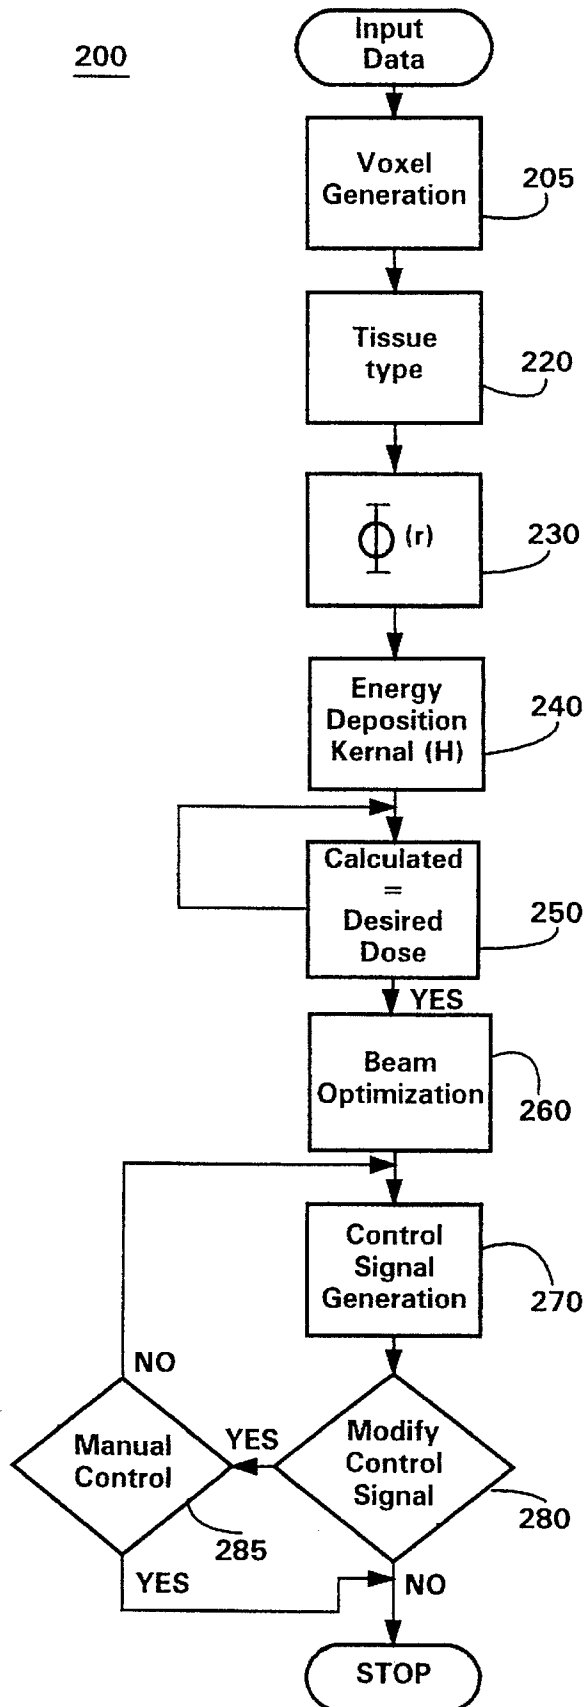 200
Input
Data
Voxel
Generation
205
Tissue
type
220
Φ (r)
230
Energy
Deposition
Kernal (H)
240
Calculated
=
Desired
Dose
250
YES
Beam
Optimization
260
Control
Signal
Generation
270
NO
Manual
Control
YES
Modify
Control
Signal
280
285
YES
NO
STOP